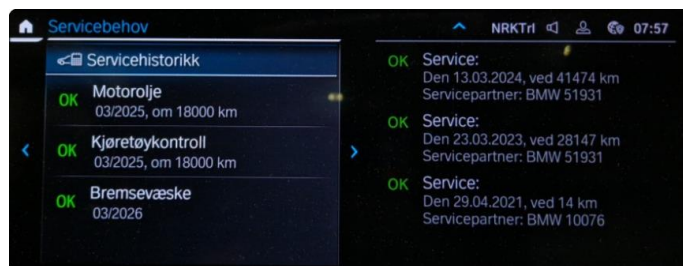 Servicebehov
NRKTrl 07:57
Servicehistorikk
OK Motorolje
03/2025, om 18000 km
OK Kjøretøykontroll
03/2025, om 18000 km
OK Bremsevæske
03/2026
OK Service:
Den 13.03.2024, ved 41474 km
Servicepartner: BMW 51931
OK Service:
Den 23.03.2023, ved 28147 km
Servicepartner: BMW 51931
OK Service:
Den 29.04.2021, ved 14 km
Servicepartner: BMW 10076